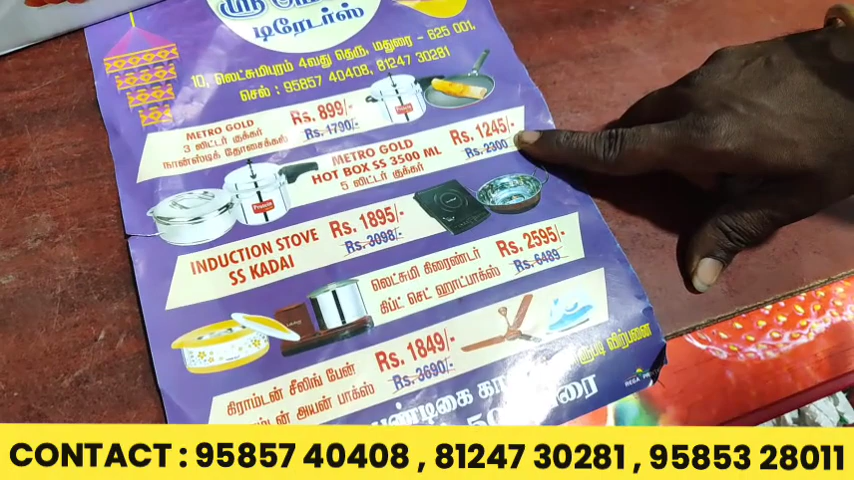 டிரேடர்ஸ்
10, லெட்சுமிபுரம் 4வது தெரு, மதுரை - 625 001.
செல் : 95857 40408, 81247 30281
METRO GOLD
3 லிட்டர் குக்கர்
நான்ஸ்டிக் தோசைக்கல்
Rs. 899/-
Rs. 1790/-
METRO GOLD
HOT BOX SS 3500 ML
5 லிட்டர் குக்கர்
Rs. 1245/-
Rs. 2300
INDUCTION STOVE
SS KADAI
Rs. 1895/-
Rs. 3098/-
லெட்சுமி கிரைண்டர்
கிப்ட் செட் ஹாட்பாக்ஸ்
Rs. 2595/-
Rs. 6489
கிராம்டன் சீலிங் பேன்
அயன் பாக்ஸ்
Rs. 1849/-
Rs. 3690/-
விற்பனை
CONTACT : 95857 40408 , 81247 30281 , 95853 28011